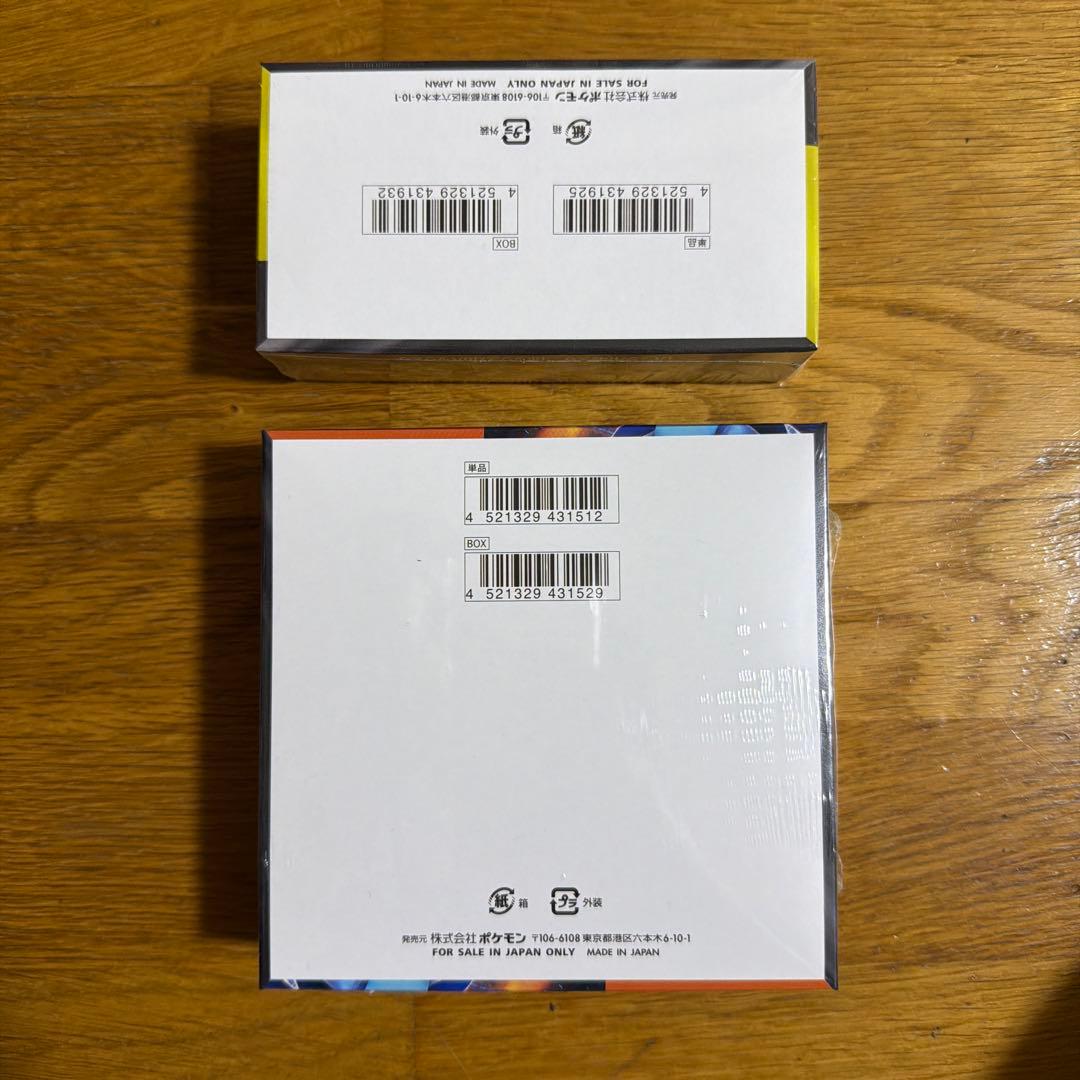 発売元 株式会社ポケモン 〒106-6108 東京都港区六本木6-10-1
FOR SALE IN JAPAN ONLY MADE IN JAPAN
紙 箱 プラ 外装
単品
4 521329 431925
BOX
4 521329 431932
単品
4 521329 431512
BOX
4 521329 431529
紙 箱 プラ 外装
発売元 株式会社ポケモン 〒106-6108 東京都港区六本木6-10-1
FOR SALE IN JAPAN ONLY MADE IN JAPAN